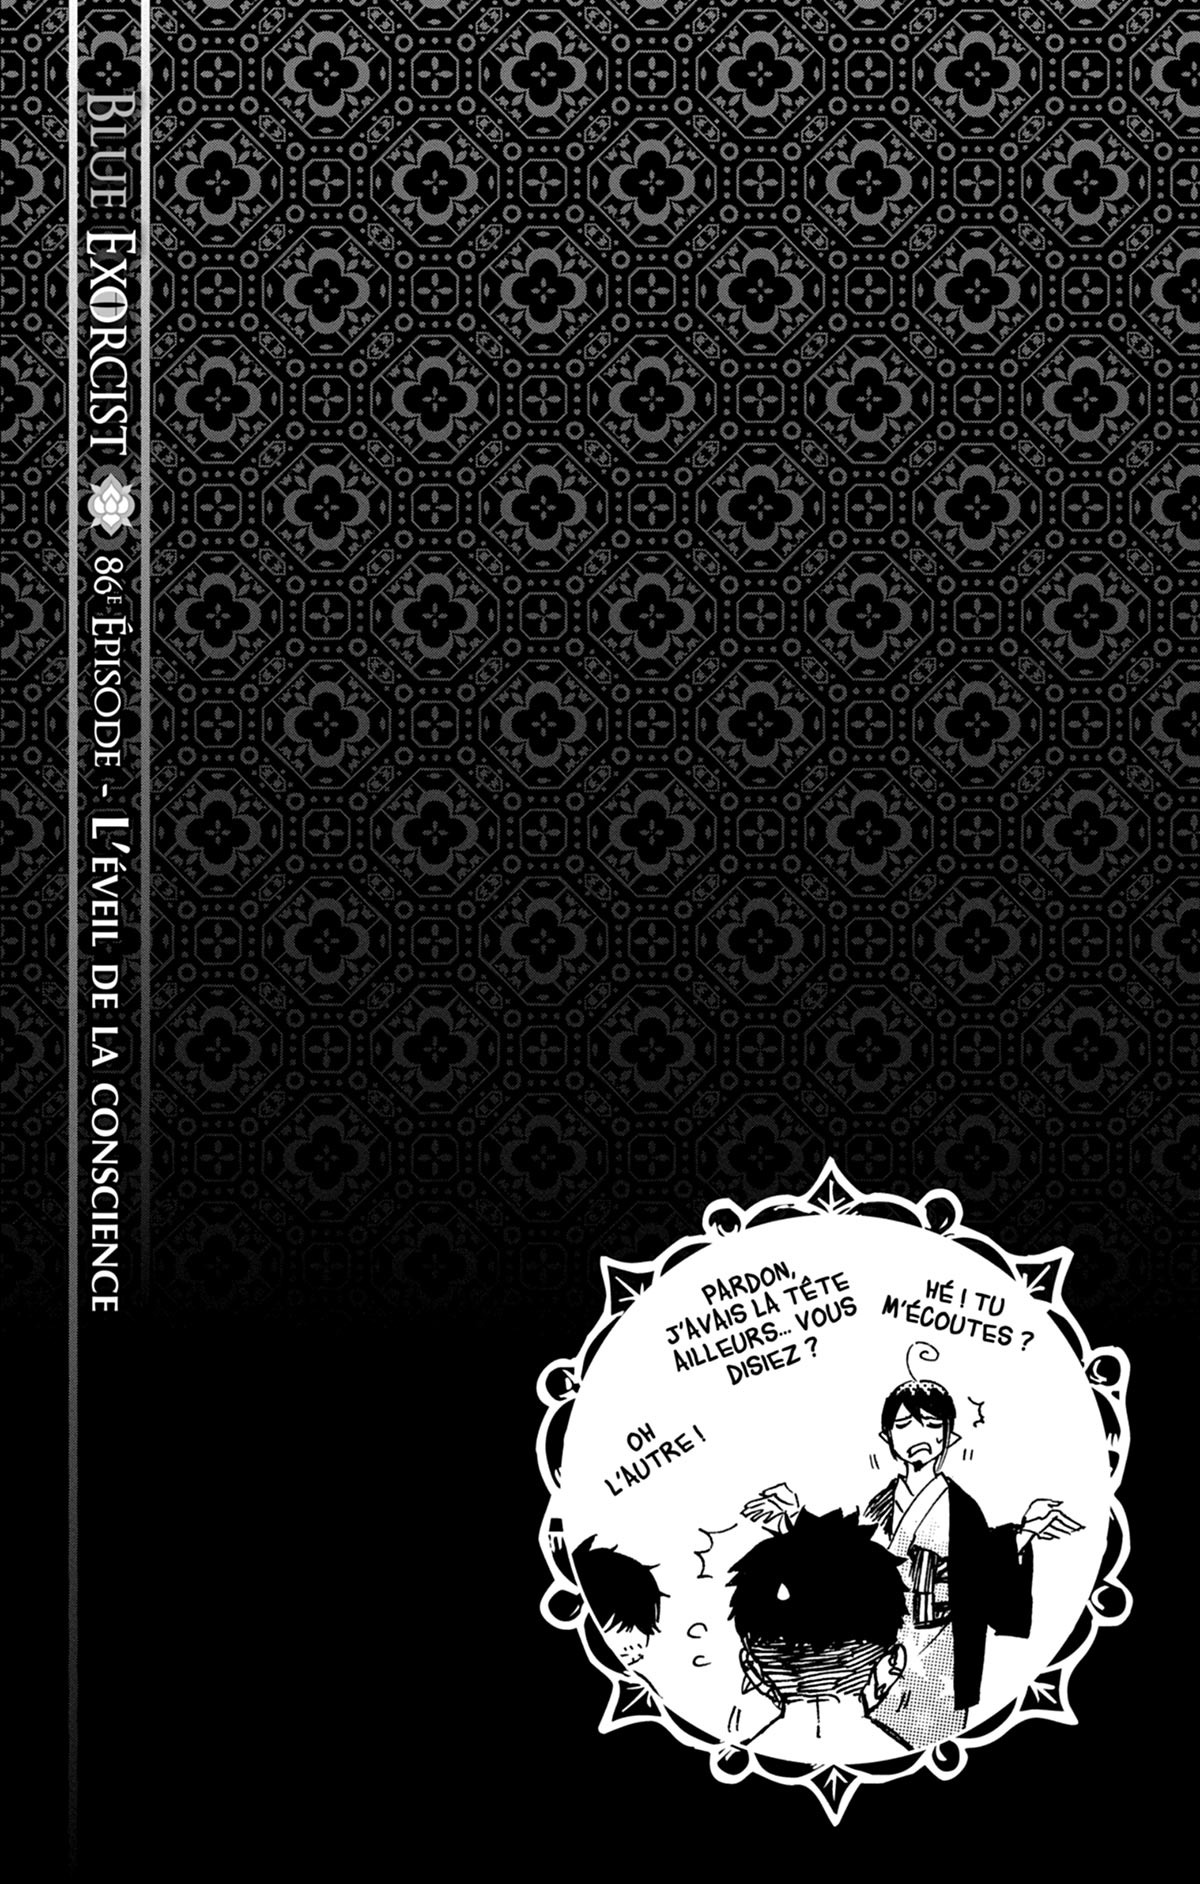 BLUE EXORCIST 86E ÉPISODE - L'ÉVEIL DE LA CONSCIENCE
HÉ ! TU
M'ÉCOUTES ?
PARDON,
J'AVAIS LA TÊTE
AILLEURS... VOUS
DISIEZ ?
OH
L'AUTRE !